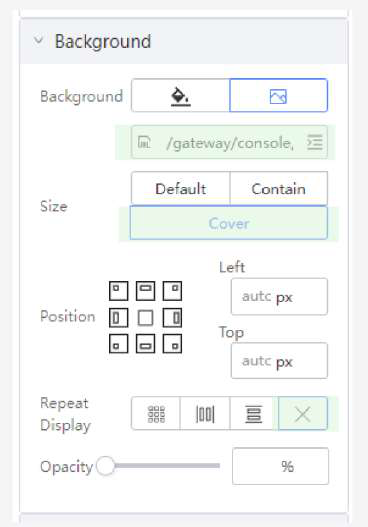 Background
Background
/gateway/console,
Size
Default
Contain
Cover
Position
Left
autc px
Top
autc px
Repeat
Display
Opacity
%